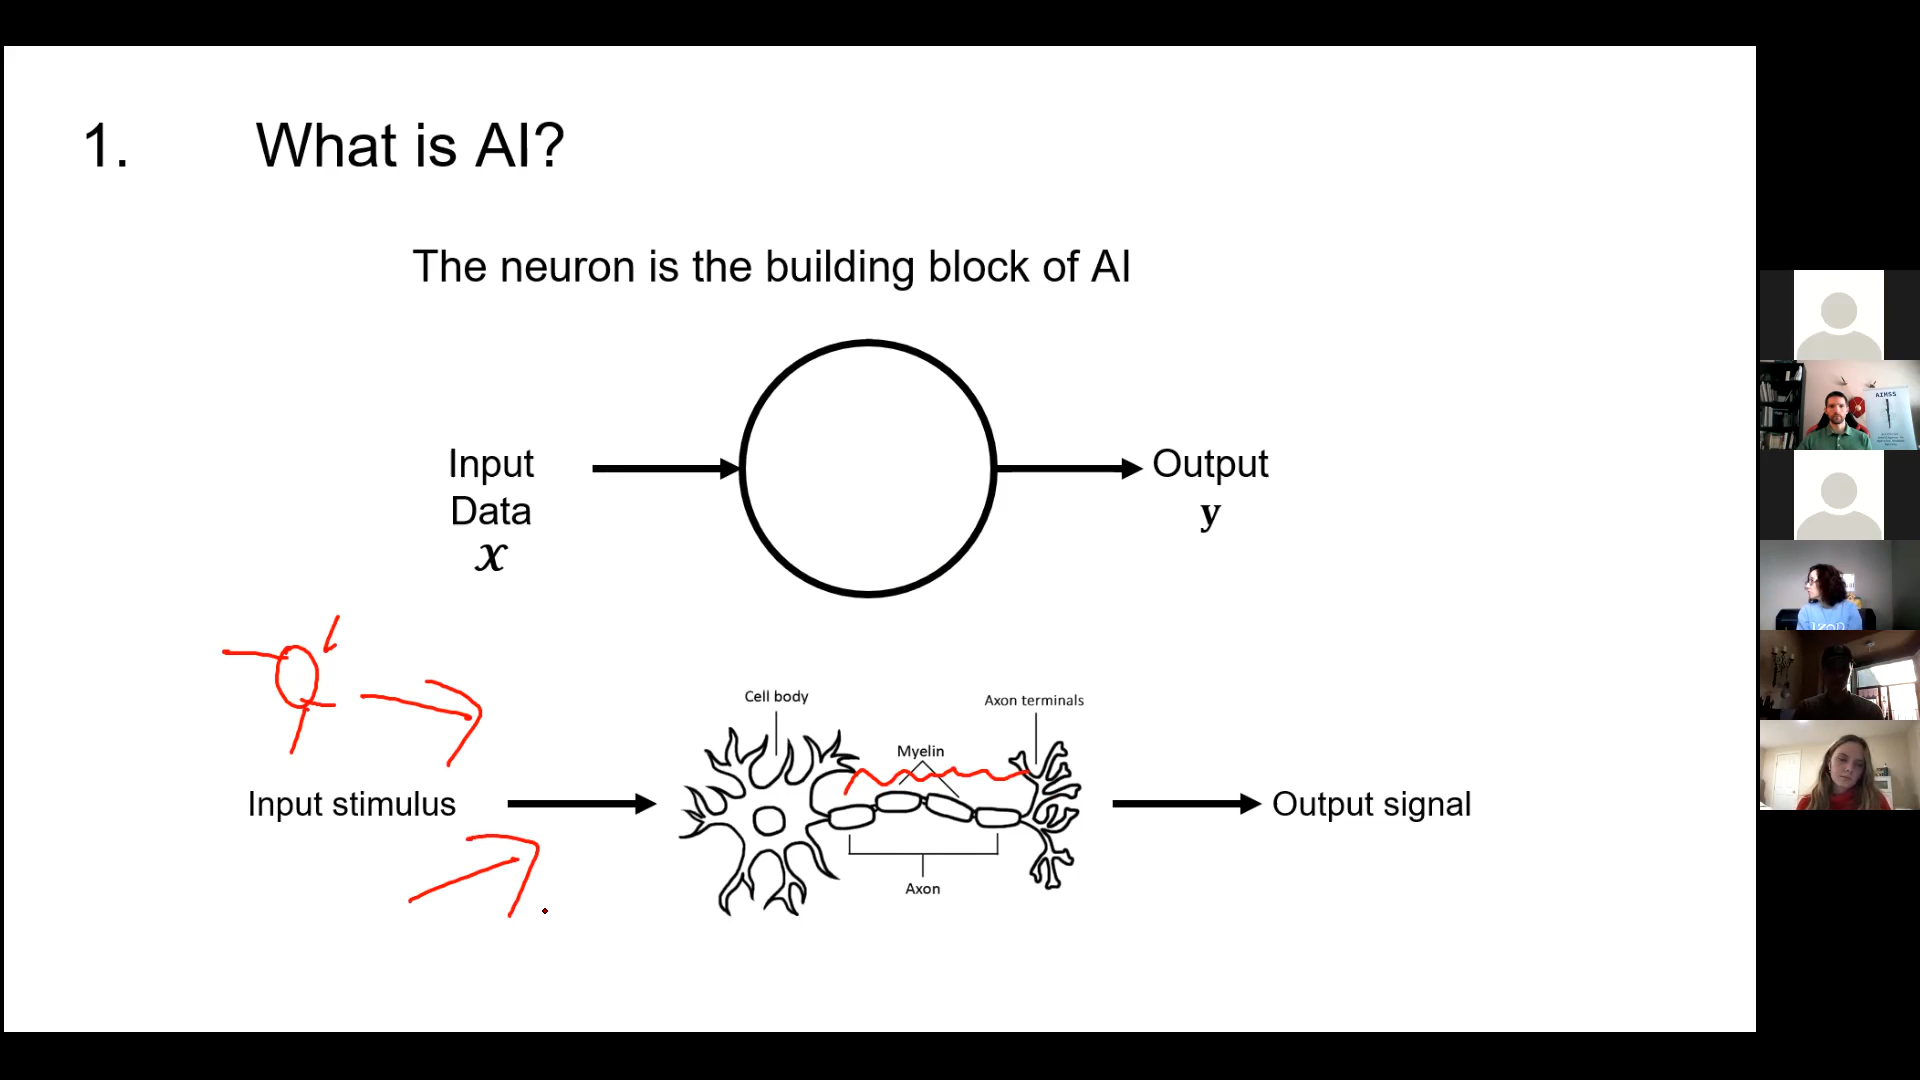 1. What is AI?
The neuron is the building block of AI
Input
Data
x
Output
y
Cell body
Axon terminals
Myelin
Input stimulus
Output signal
Axon
AIMSS